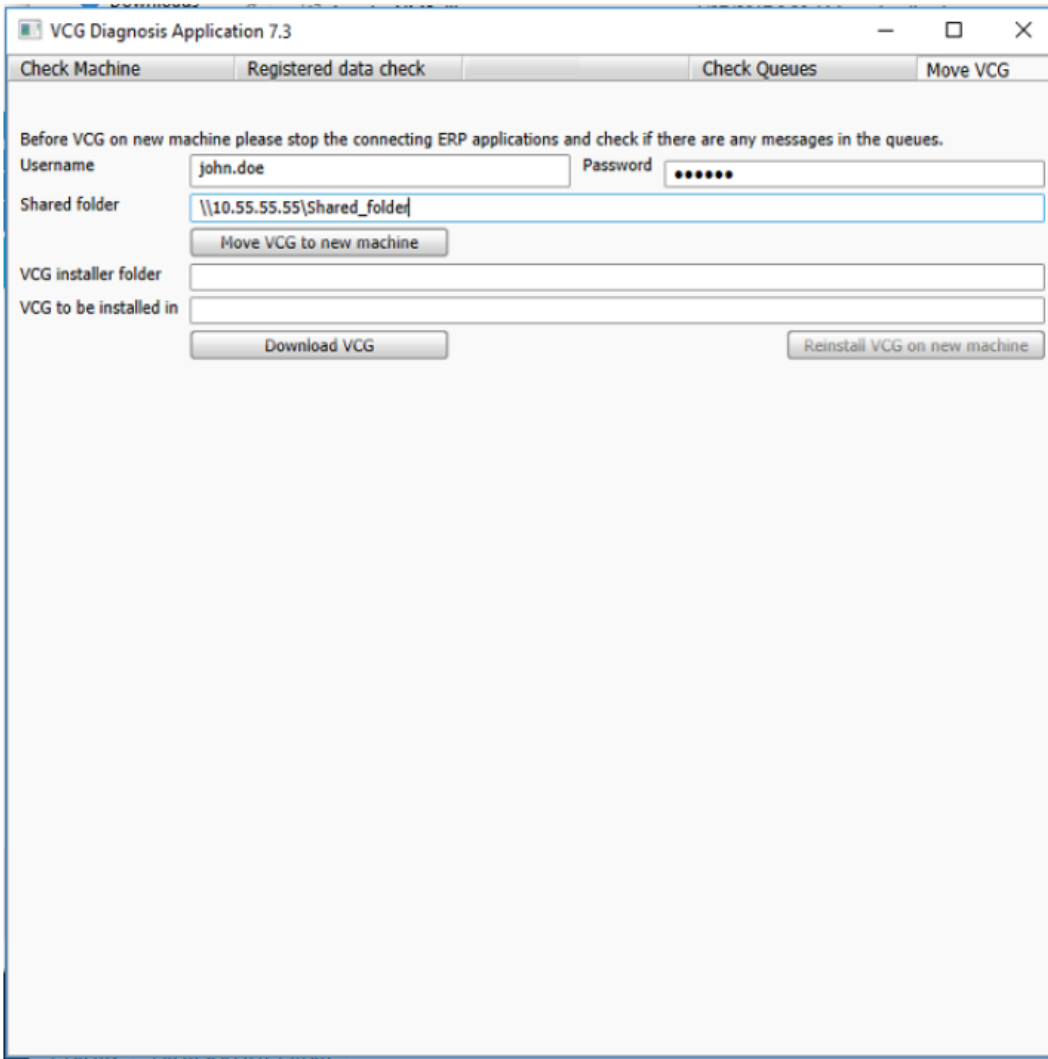 VCG Diagnosis Application 7.3
Check Machine Registered data check Check Queues Move VCG
Before VCG on new machine please stop the connecting ERP applications and check if there are any messages in the queues.
Username john.doe Password ●●●●●●
Shared folder \\10.55.55.55\Shared_folder
Move VCG to new machine
VCG installer folder
VCG to be installed in
Download VCG Reinstall VCG on new machine